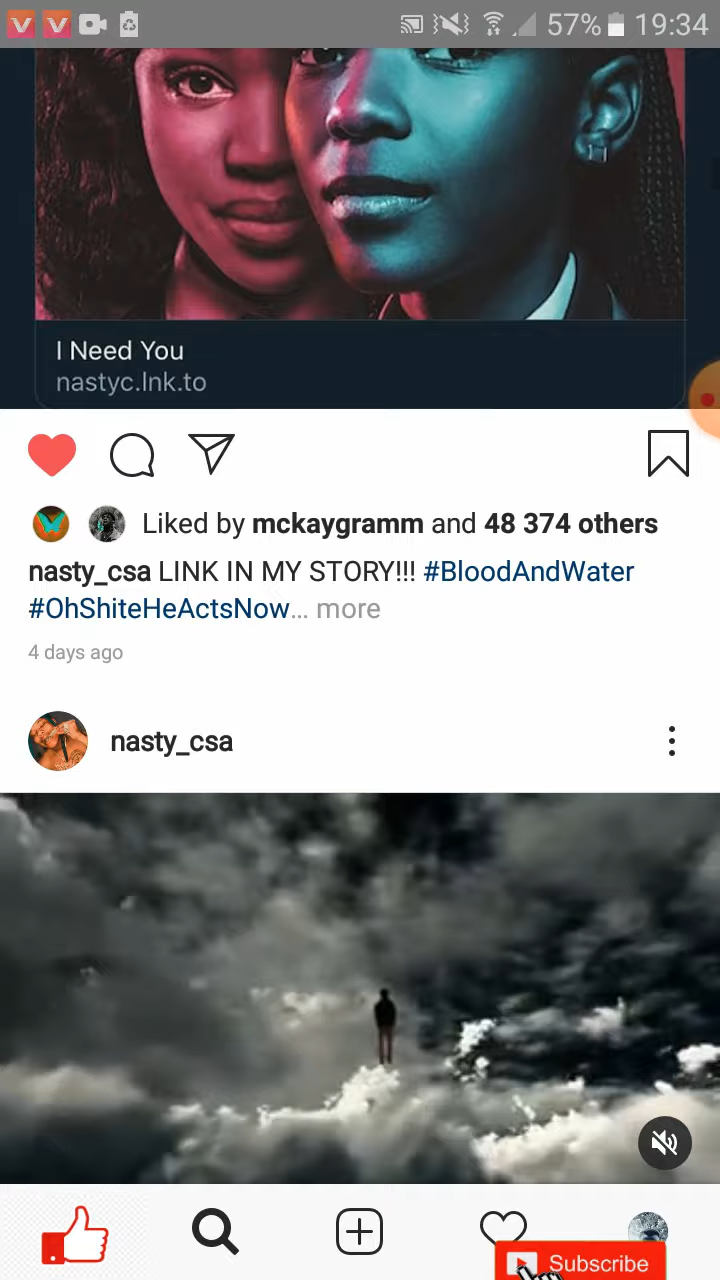 57% 19:34
I Need You
nastyc.lnk.to
Liked by mckaygramm and 48 374 others
nasty_csa LINK IN MY STORY!!! #BloodAndWater
#OhShiteHeActsNow... more
4 days ago
nasty_csa
Subscribe